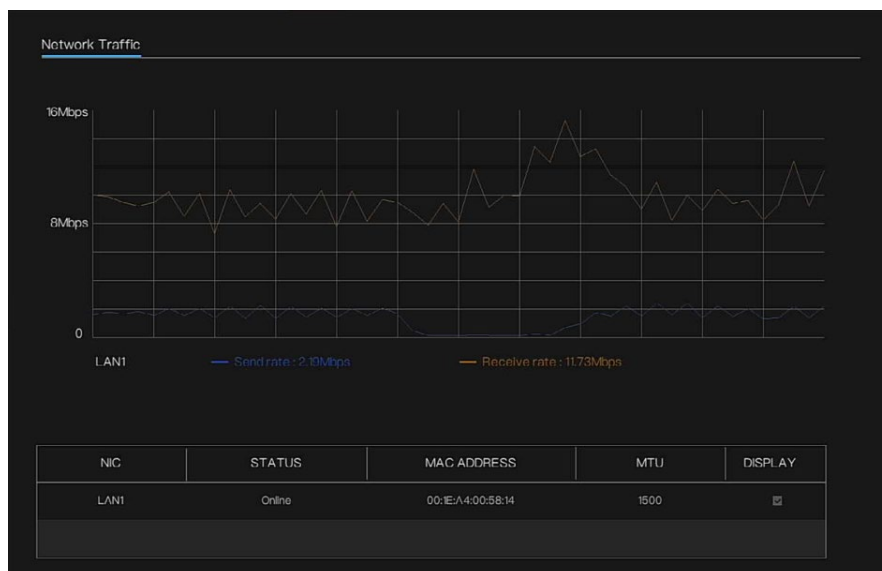 Network Traffic
16Mbps
8Mbps
0
LAN1 Send rate : 2.19Mbps Receive rate : 11.73Mbps
NIC STATUS MAC ADDRESS MTU DISPLAY
LAN1 Online 00:1E:A4:00:58:14 1500